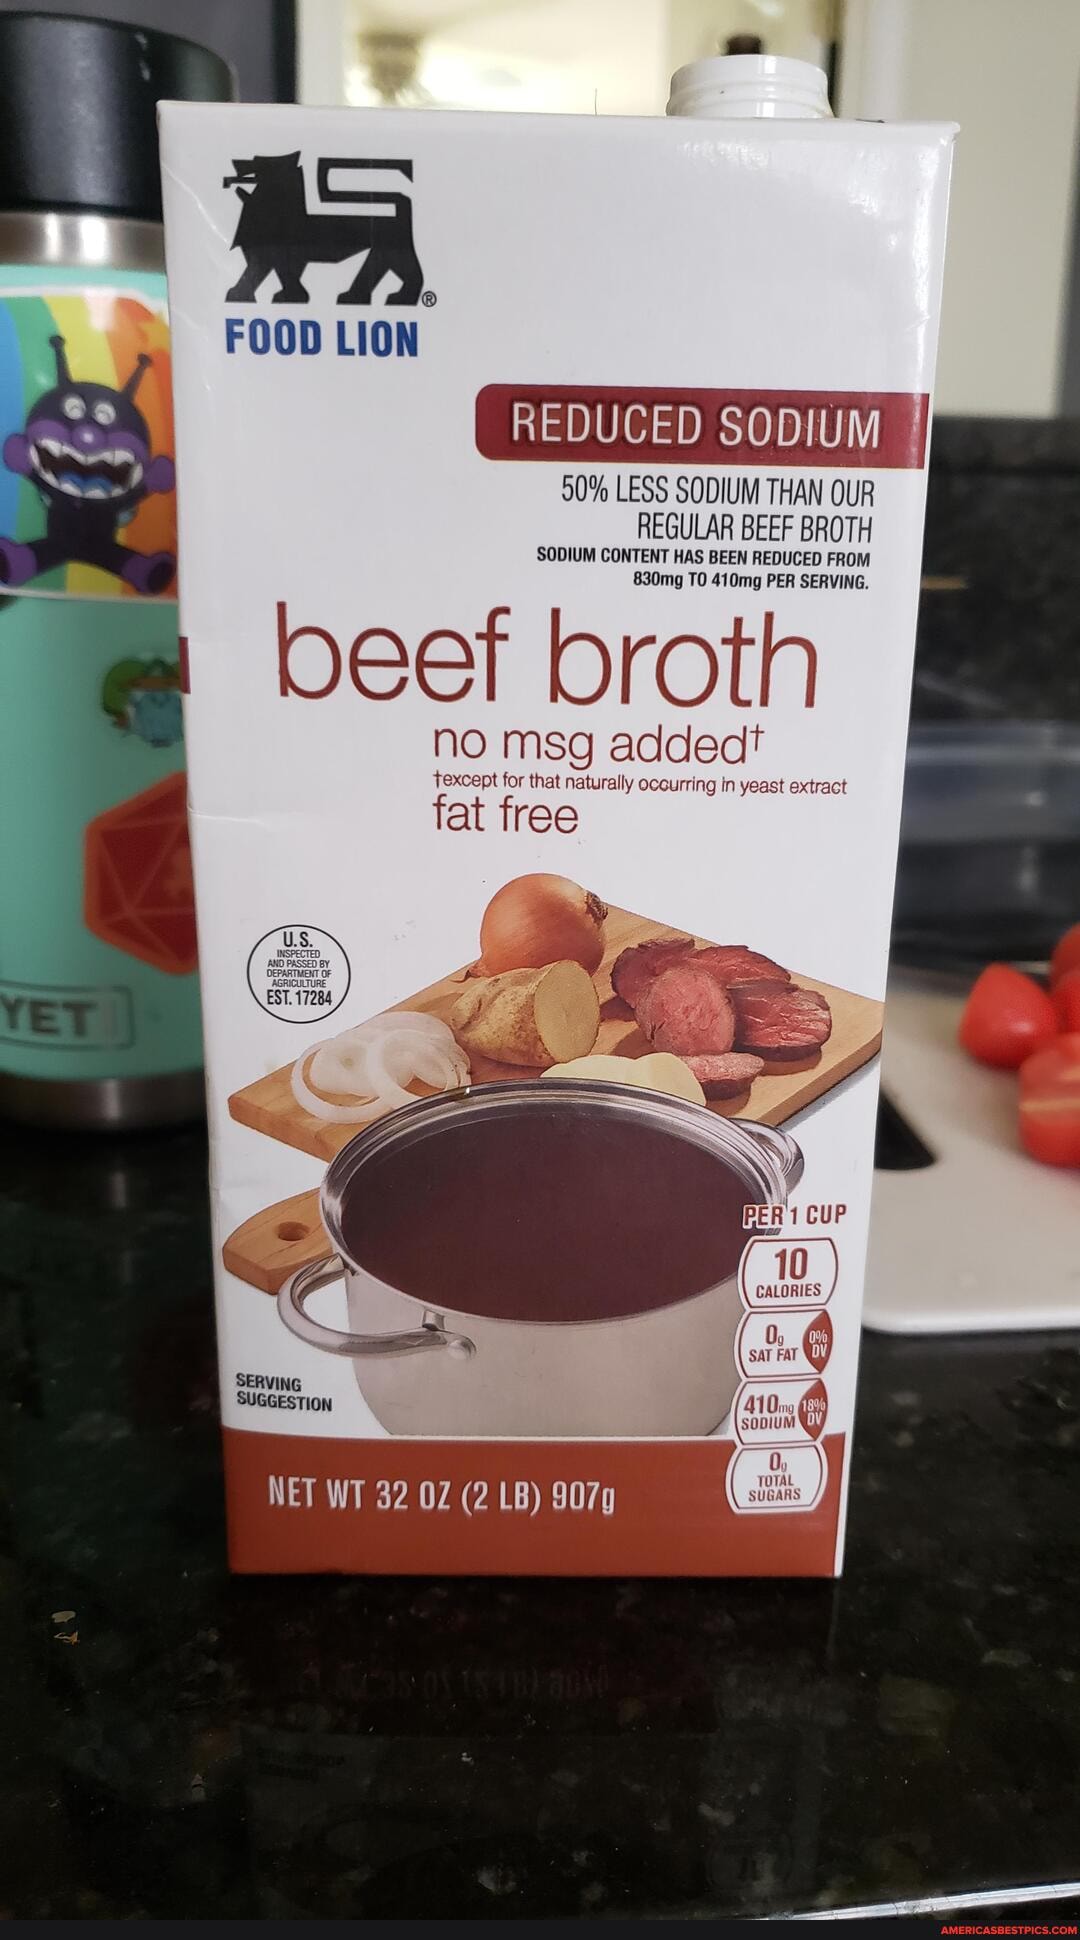 FOOD LION
®
REDUCED SODIUM
50% LESS SODIUM THAN OUR
REGULAR BEEF BROTH
SODIUM CONTENT HAS BEEN REDUCED FROM
830mg TO 410mg PER SERVING.
beef broth
no msg added†
†except for that naturally occurring in yeast extract
fat free
U.S.
INSPECTED
AND PASSED BY
DEPARTMENT OF
AGRICULTURE
EST. 17284
YETI
PER 1 CUP
10
CALORIES
0g
SAT FAT
0%
DV
410mg
SODIUM
18%
DV
0g
TOTAL
SUGARS
SERVING
SUGGESTION
NET WT 32 OZ (2 LB) 907g
AMERICASBESTPICS.COM